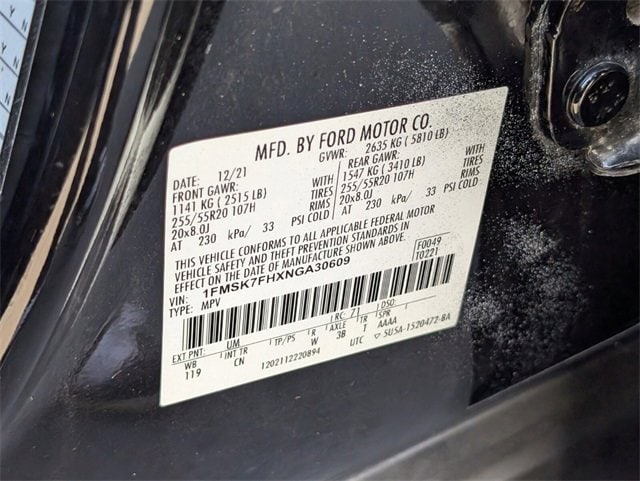 MFD. BY FORD MOTOR CO.
DATE: 12/21 GVWR: 2635 KG ( 5810 LB)
FRONT GAWR: REAR GAWR:
1141 KG ( 2515 LB) WITH 1547 KG ( 3410 LB) WITH
255/55R20 107H TIRES 255/55R20 107H TIRES
20x8.0J RIMS 20x8.0J RIMS
AT 230 kPa/ 33 PSI COLD AT 230 kPa/ 33 PSI COLD
THIS VEHICLE CONFORMS TO ALL APPLICABLE FEDERAL MOTOR
VEHICLE SAFETY AND THEFT PREVENTION STANDARDS IN
EFFECT ON THE DATE OF MANUFACTURE SHOWN ABOVE.
VIN: 1FMSK7FHXNGA30609 F0049
TYPE: MPV T0221
EXT PNT: UM RC: 7 DSO:
WB INT TR TP/PS R AXLE TR SPR
119 CN W 3B 1 AAAA
1202112220894 UTC 5U5A-1520472-BA